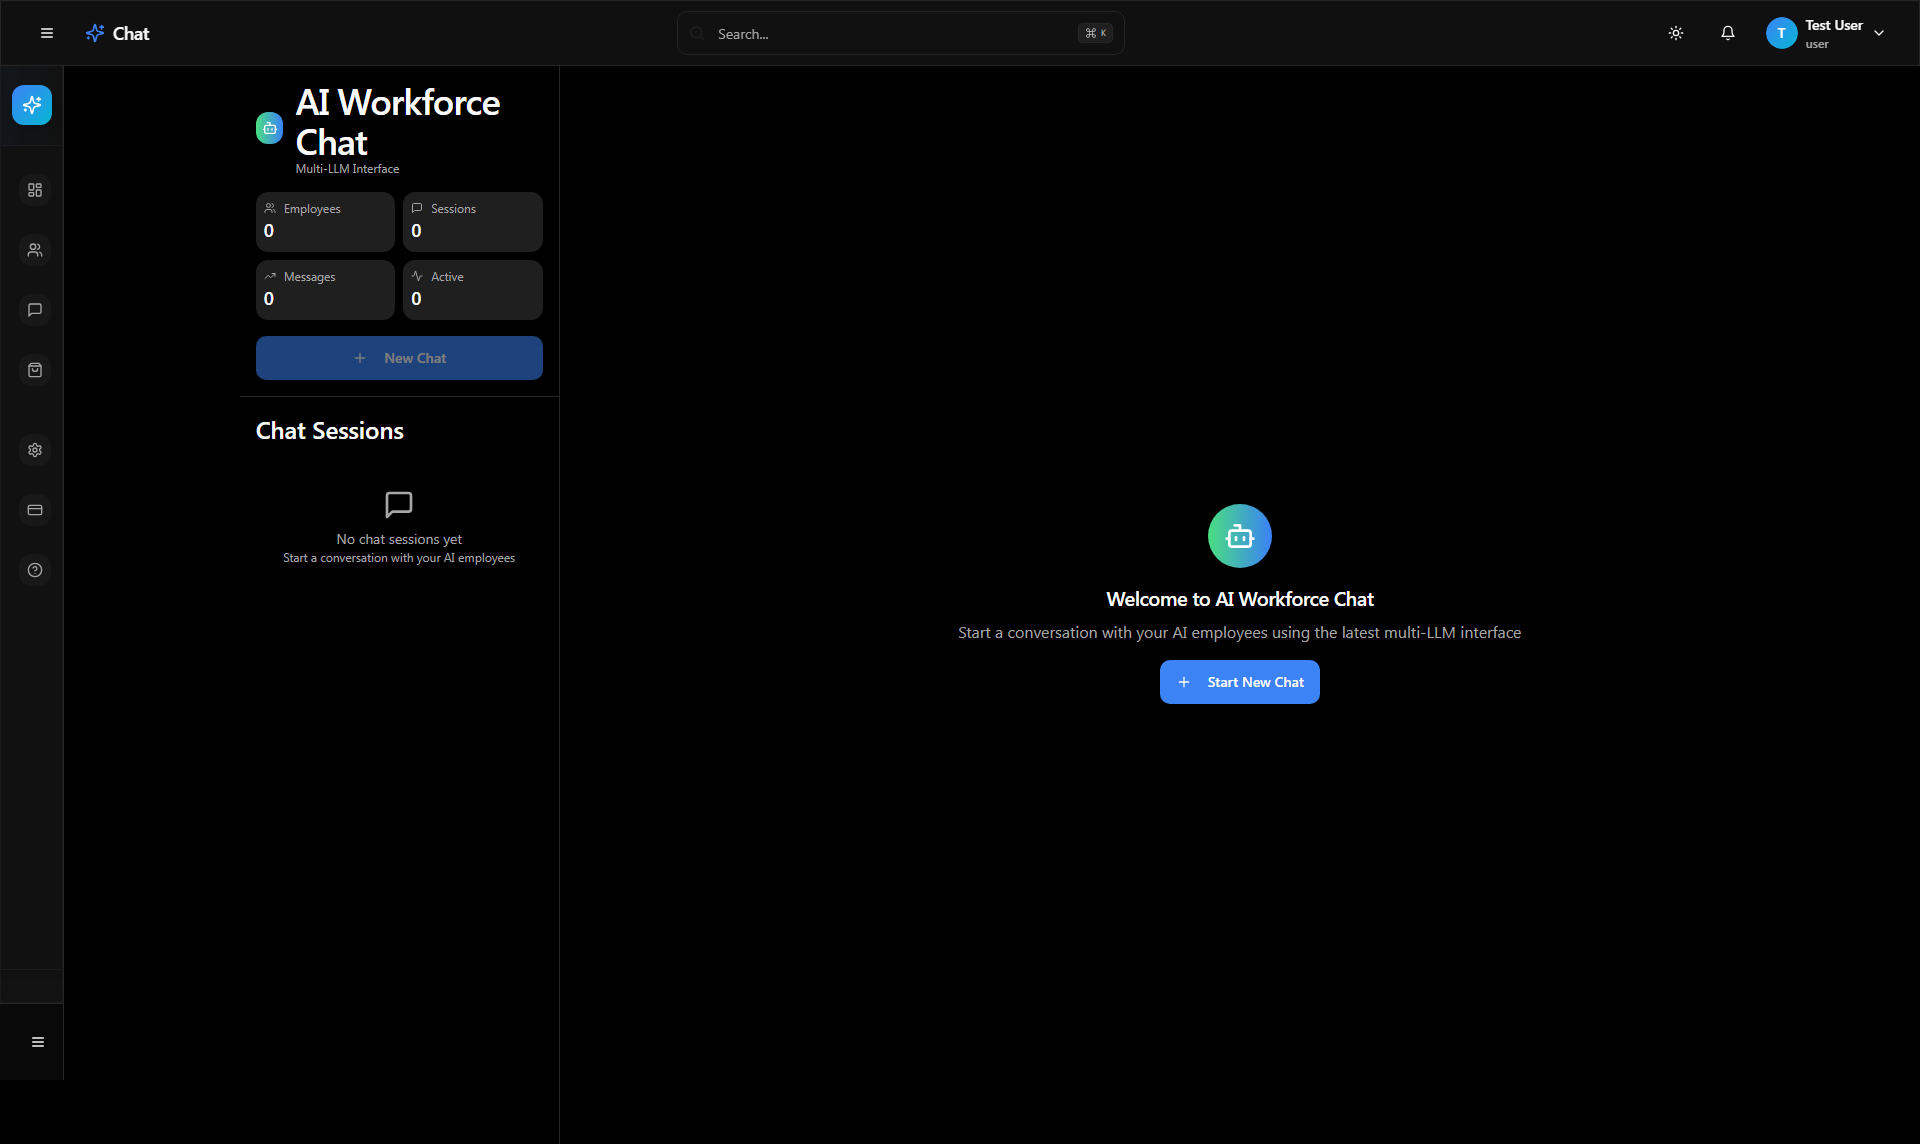 Chat
Search...
⌘ K
T
Test User
user
AI Workforce
Chat
Multi-LLM Interface
Employees
0
Sessions
0
Messages
0
Active
0
New Chat
Chat Sessions
No chat sessions yet
Start a conversation with your AI employees
Welcome to AI Workforce Chat
Start a conversation with your AI employees using the latest multi-LLM interface
Start New Chat